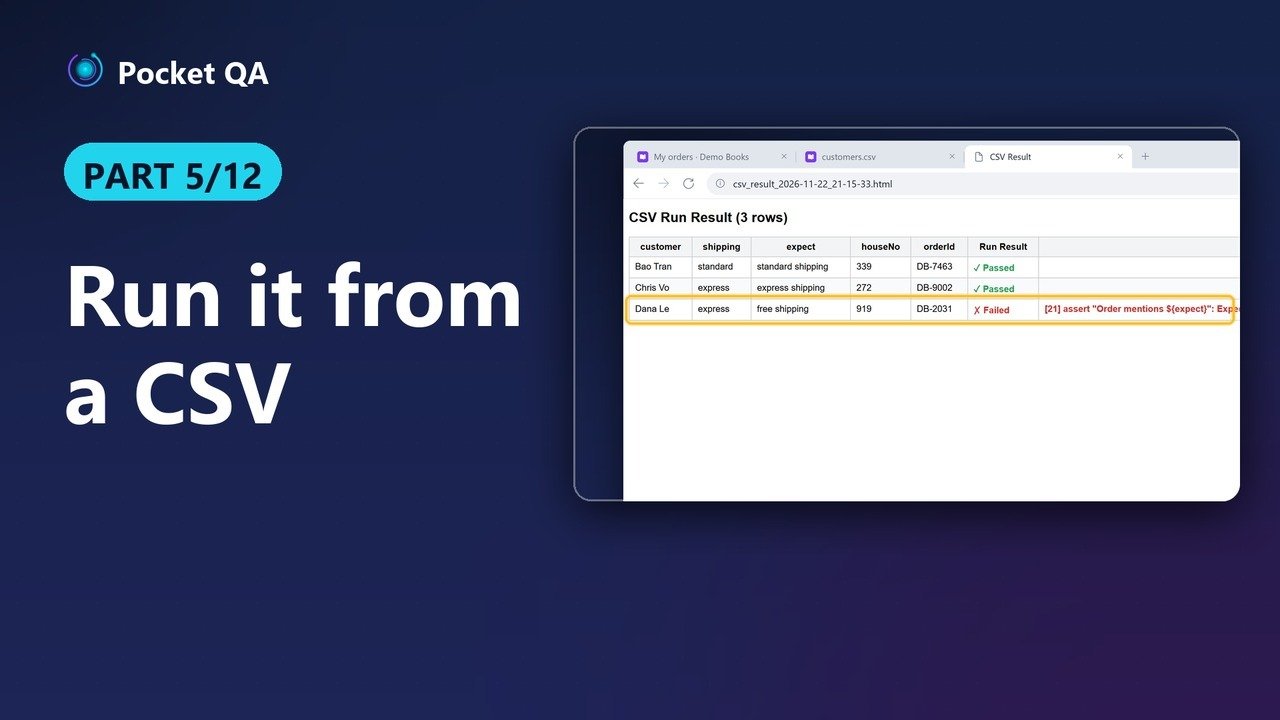 Pocket QA
PART 5/12
Run it from
a CSV
My orders · Demo Books
customers.csv
CSV Result
csv_result_2026-11-22_21-15-33.html
CSV Run Result (3 rows)
customer shipping expect houseNo orderId Run Result
Bao Tran standard standard shipping 339 DB-7463 ✓ Passed
Chris Vo express express shipping 272 DB-9002 ✓ Passed
Dana Le express free shipping 919 DB-2031 ✗ Failed [21] assert "Order mentions ${expect}": Expe